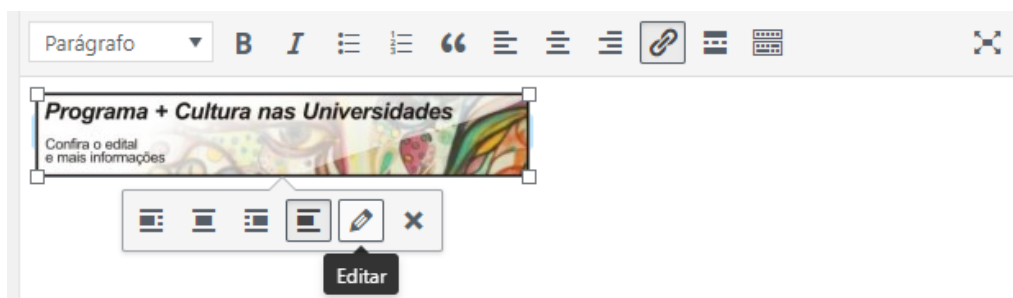 Parágrafo
Programa + Cultura nas Universidades
Confira o edital
e mais informações
Editar